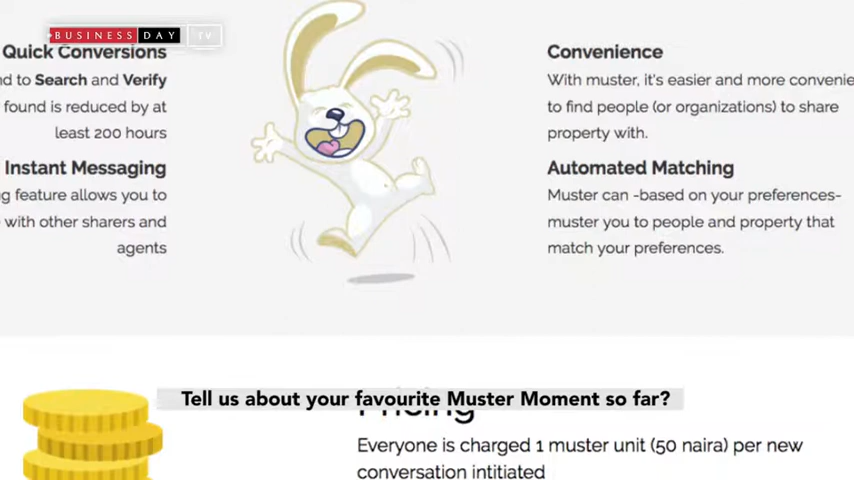 BUSINESS DAY TV
Quick Conversions
nd to Search and Verify
found is reduced by at
least 200 hours
Instant Messaging
g feature allows you to
with other sharers and
agents
Convenience
With muster, it's easier and more convenie
to find people (or organizations) to share
property with.
Automated Matching
Muster can -based on your preferences-
muster you to people and property that
match your preferences.
Tell us about your favourite Muster Moment so far?
Pricing
Everyone is charged 1 muster unit (50 naira) per new
conversation intitiated